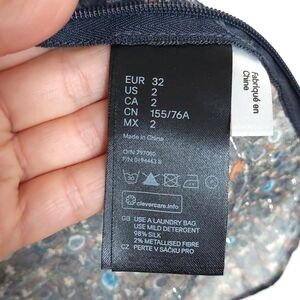 EUR 32
US 2
CA 2
CN 155/76A
MX 2
Made in China
30
clevercare.info
GB USE A LAUNDRY BAG
USE MILD DETERGENT
98% SILK
2% METALLISED FIBRE
CZ PERTE V SÁČKU PRO
Fabriqué en
Chine